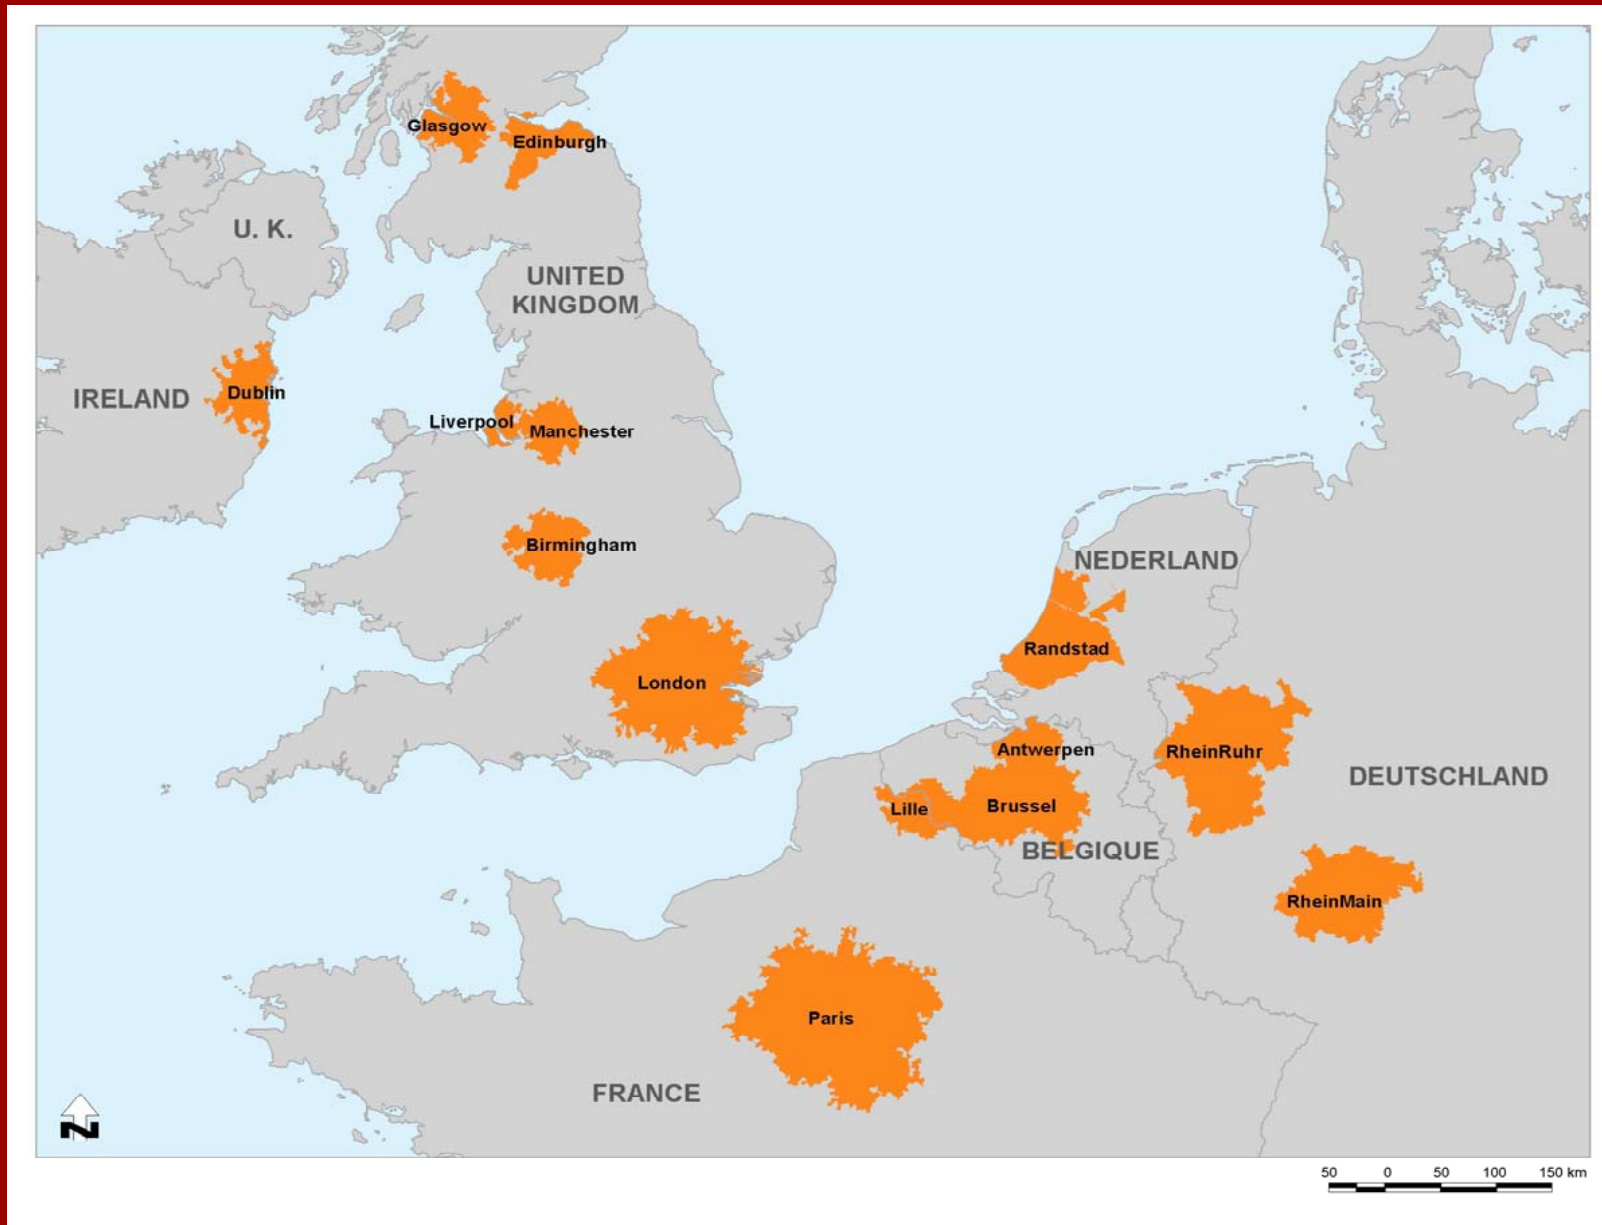 Glasgow
Edinburgh
U. K.
UNITED
KINGDOM
IRELAND
Dublin
Liverpool
Manchester
Birmingham
London
NEDERLAND
Randstad
Antwerpen
RheinRuhr
DEUTSCHLAND
Lille
Brussel
BELGIQUE
RheinMain
Paris
FRANCE
N
50 0 50 100 150 km